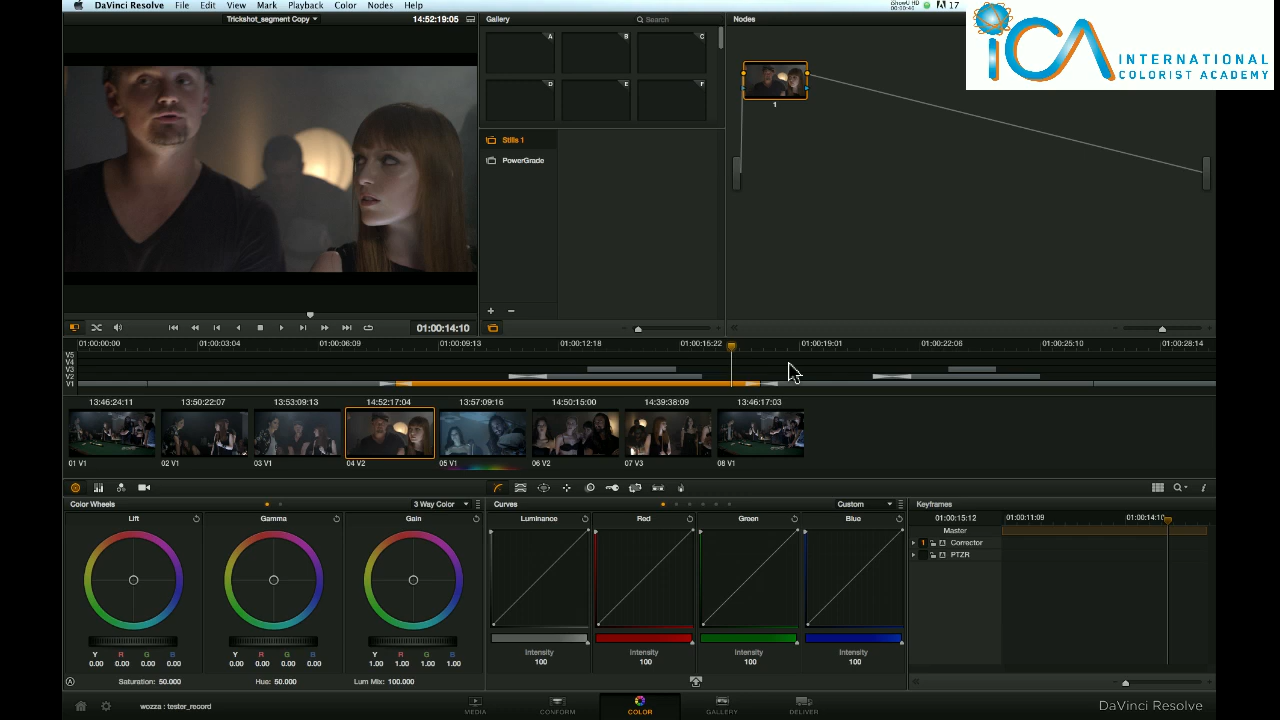 DaVinci Resolve File Edit View Mark Playback Color Nodes Help
17
iCA INTERNATIONAL
COLORIST ACADEMY
Trickshot_segment Copy 14:52:19:05
Gallery Search
Nodes
A B C
D E F
1
Stills 1
PowerGrade
01:00:14:10
01:00:00:00 01:00:03:04 01:00:06:09 01:00:09:13 01:00:12:18 01:00:15:22 01:00:19:01 01:00:22:06 01:00:25:10 01:00:28:14
V5
V4
V3
V2
V1
13:46:24:11 13:50:22:07 13:53:09:13 14:52:17:04 13:57:09:16 14:50:15:00 14:39:38:09 13:46:17:03
01 V1 02 V1 03 V1 04 V2 05 V1 06 V2 07 V3 08 V1
Color Wheels 3 Way Color
Curves Custom
Keyframes
Lift Gamma Gain
Luminance Red Green Blue
01:00:15:12 01:00:11:09 01:00:14:10
Master
1 Corrector
PTZR
Y R G B Y R G B Y R G B
0.00 0.00 0.00 0.00 0.00 0.00 0.00 0.00 1.00 1.00 1.00 1.00
Intensity Intensity Intensity Intensity
100 100 100 100
A Saturation: 50.000 Hue: 50.000 Lum Mix: 100.000
wozza : tester_record
MEDIA CONFORM COLOR GALLERY DELIVER
DaVinci Resolve